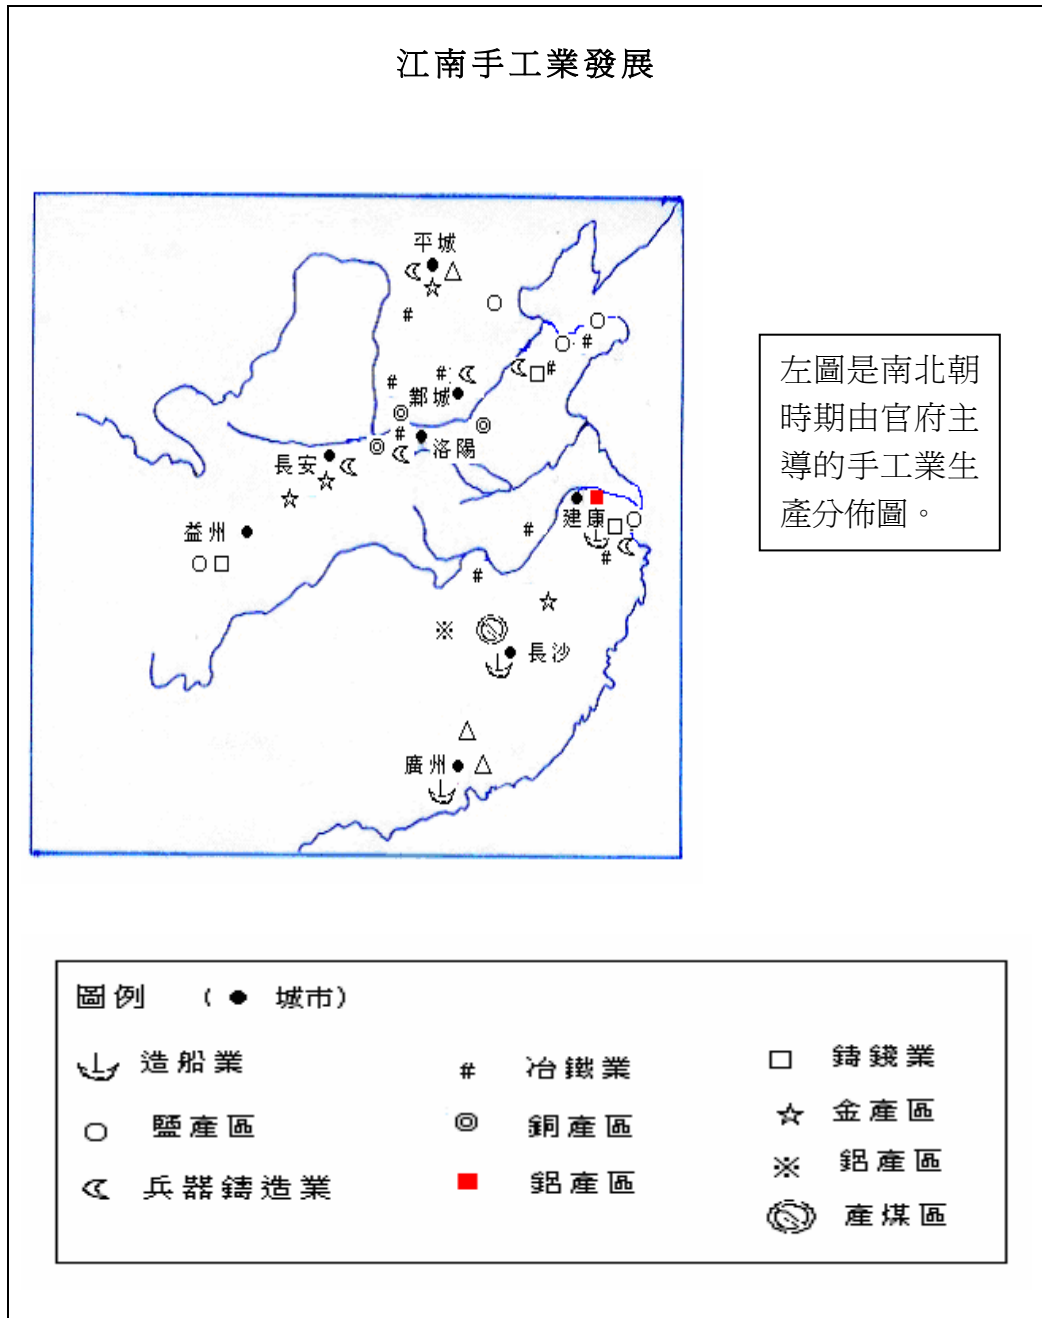 江南手工業發展
平城
鄴城
洛陽
長安
益州
建康
長沙
廣州
左圖是南北朝
時期由官府主
導的手工業生
產分佈圖。
圖例 (● 城市)
造船業
冶鐵業
鑄錢業
鹽產區
銅產區
金產區
兵器鑄造業
鋁產區
鋁產區
產煤區